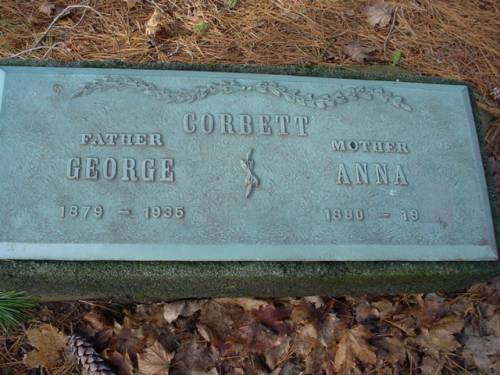 CORBETT
FATHER
GEORGE
1879 - 1935
MOTHER
ANNA
1880 - 19